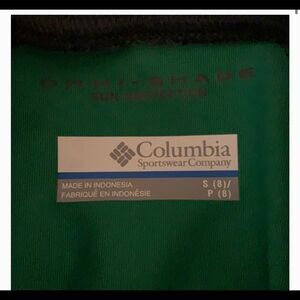 OMNI-SHADE
SUN PROTECTION
Columbia
Sportswear Company
MADE IN INDONESIA
FABRIQUÉ EN INDONÉSIE
S (8)/
P (8)